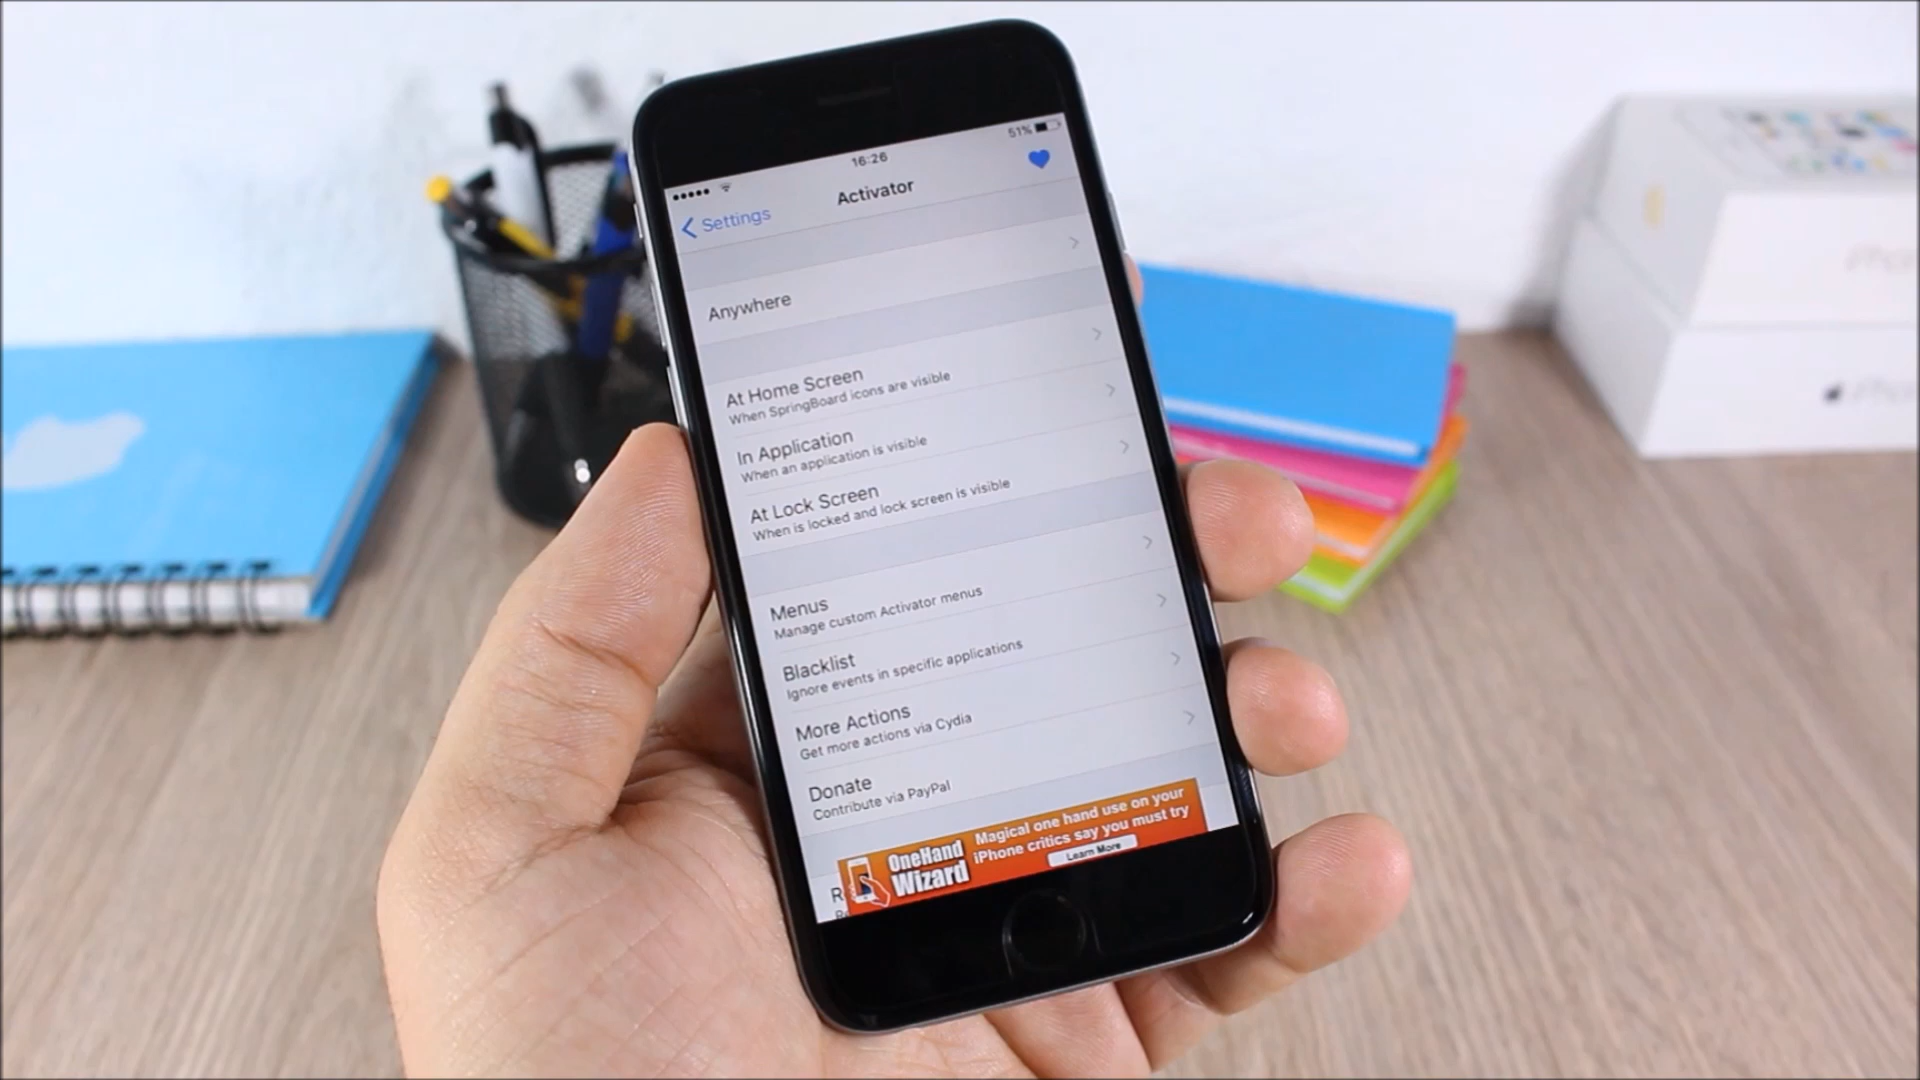 51%
16:26
Settings
Activator
Anywhere
At Home Screen
When SpringBoard icons are visible
In Application
When an application is visible
At Lock Screen
When is locked and lock screen is visible
Menus
Manage custom Activator menus
Blacklist
Ignore events in specific applications
More Actions
Get more actions via Cydia
Donate
Contribute via PayPal
OneHand
Wizard
Magical one hand use on your
iPhone critics say you must try
Learn More